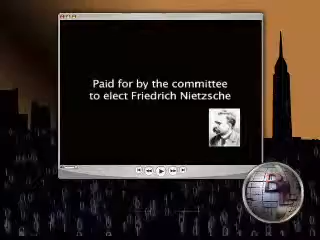 Paid for by the committee
to elect Friedrich Nietzsche